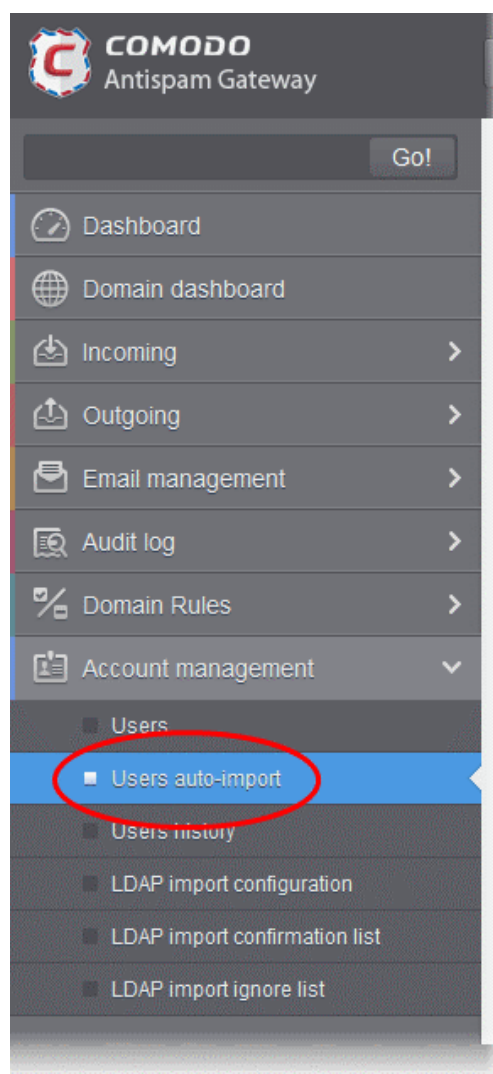 COMODO
Antispam Gateway
Go!
Dashboard
Domain dashboard
Incoming
Outgoing
Email management
Audit log
Domain Rules
Account management
Users
Users auto-import
Users history
LDAP import configuration
LDAP import confirmation list
LDAP import ignore list